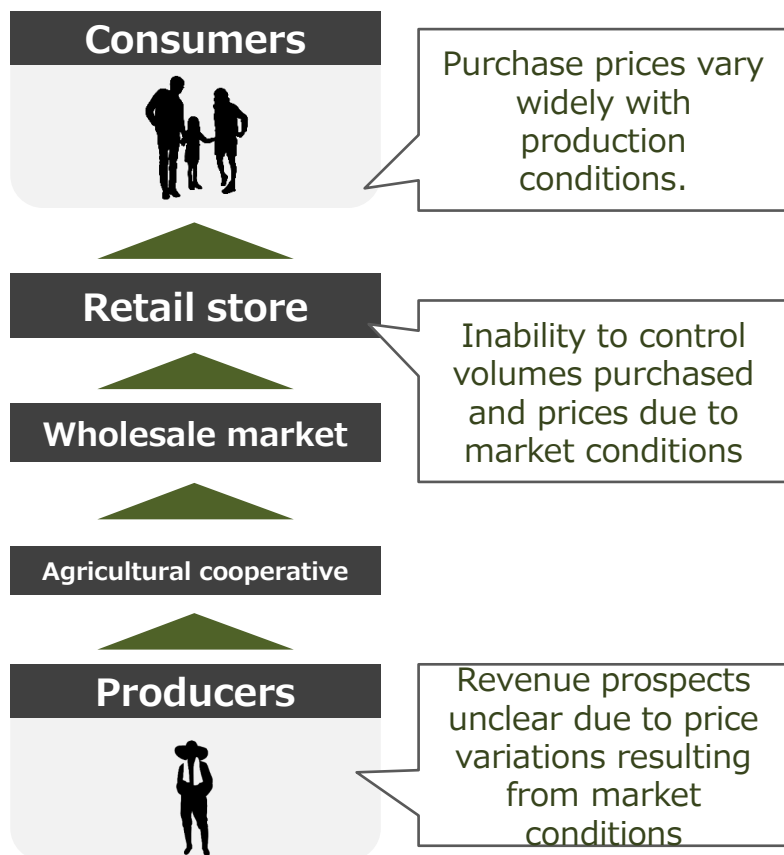 Consumers
Purchase prices vary
widely with
production
conditions.
Retail store
Inability to control
volumes purchased
and prices due to
market conditions
Wholesale market
Agricultural cooperative
Producers
Revenue prospects
unclear due to price
variations resulting
from market
conditions